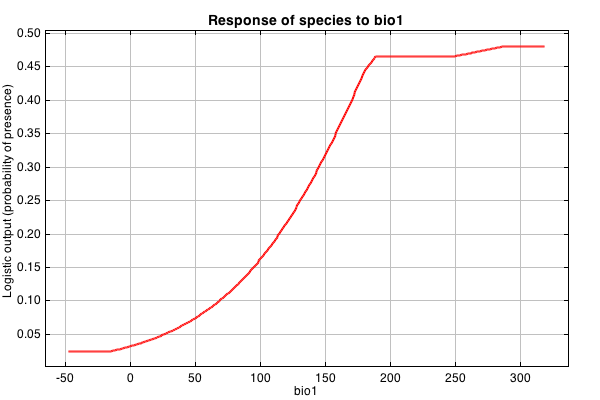 Response of species to bio1
Logistic output (probability of presence)
0.50
0.45
0.40
0.35
0.30
0.25
0.20
0.15
0.10
0.05
-50 0 50 100 150 200 250 300
bio1